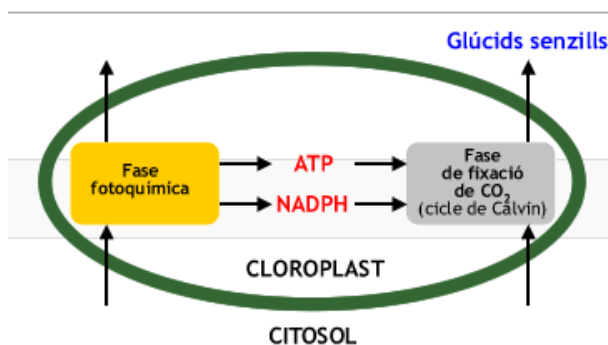 Glúcids senzills
Fase
fotoquímica
ATP
NADPH
Fase
de fixació
de CO₂
(cicle de Calvin)
CLOROPLAST
CITOSOL